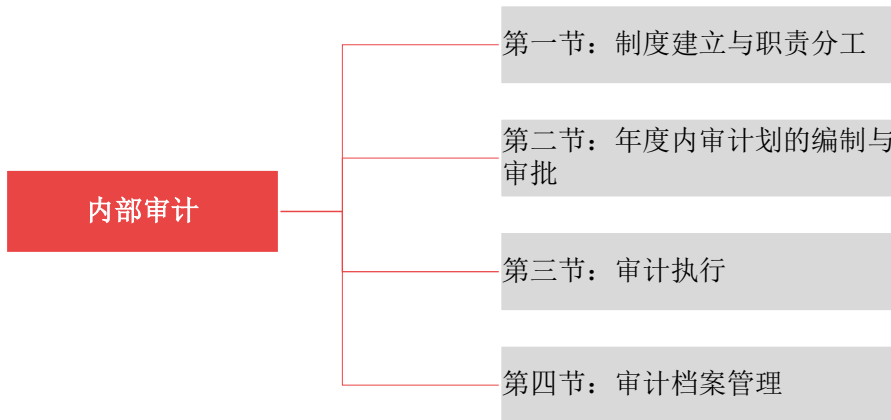 第一节：制度建立与职责分工
第二节：年度内审计划的编制与
审批
内部审计
第三节：审计执行
第四节：审计档案管理